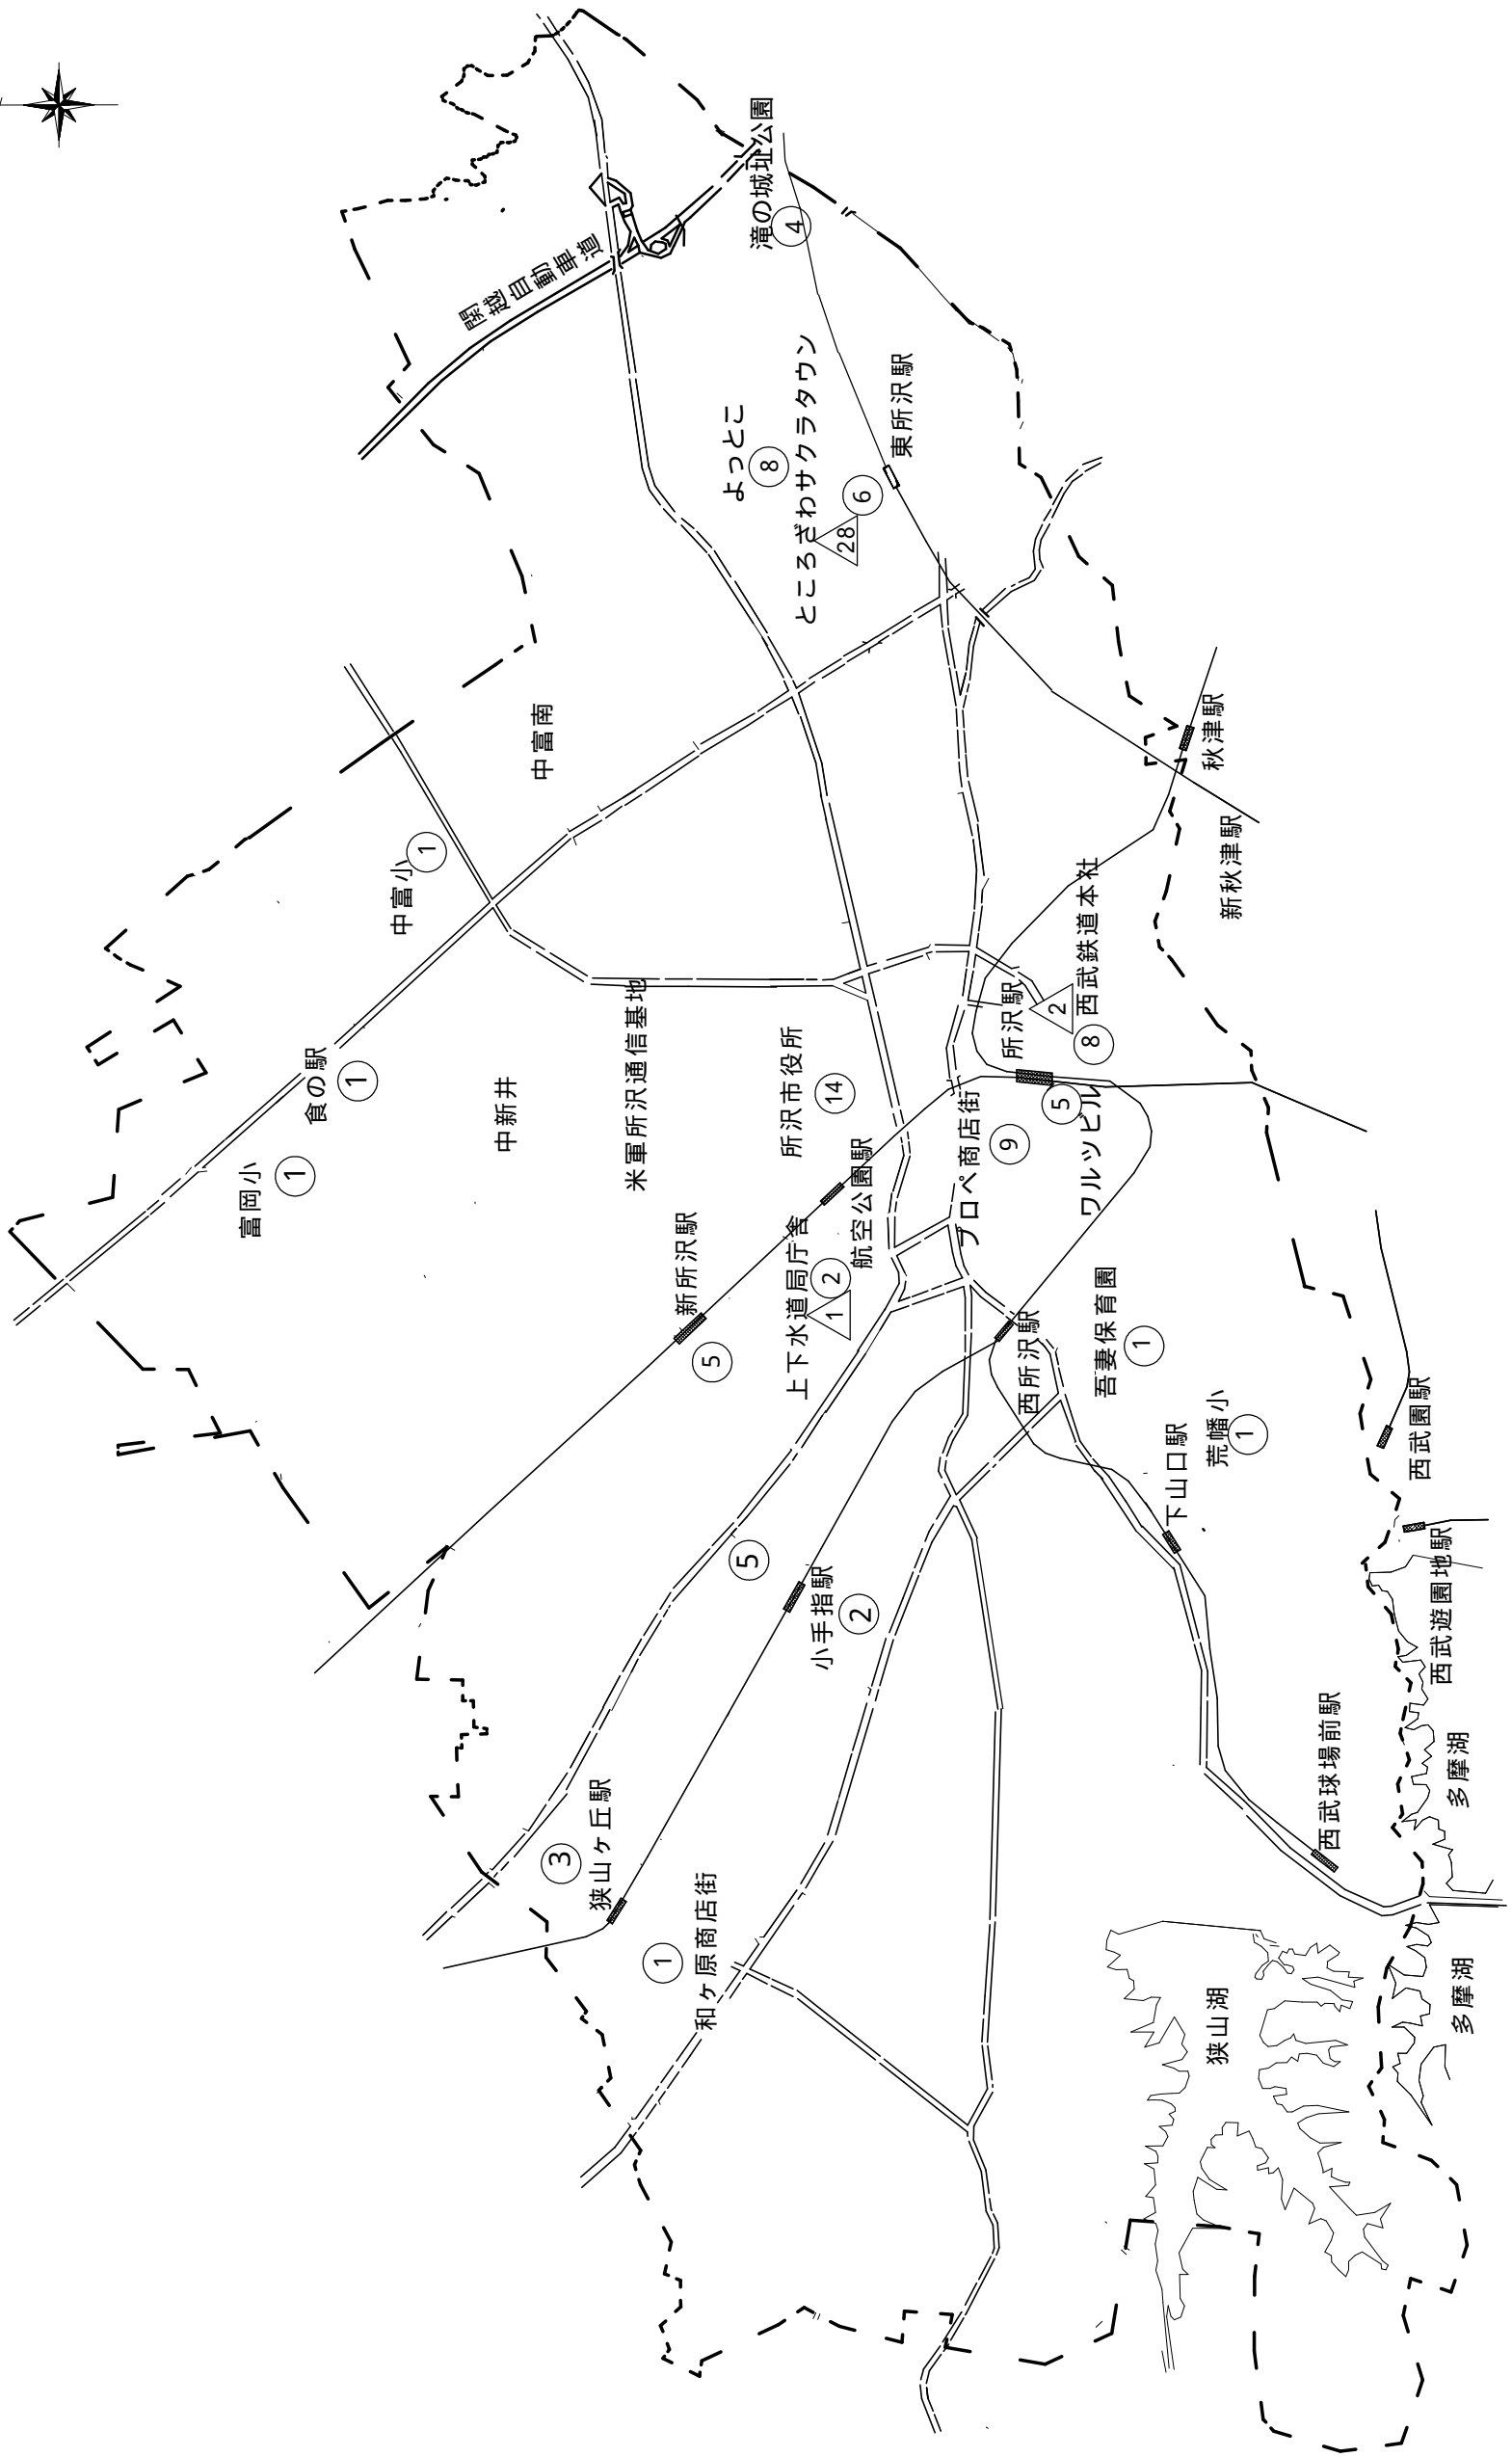 関越自動車道
滝の城址公園
4
よっとこ
8
ところざわサクラタウン
28
6
東所沢駅
中富南
中富小
1
秋津駅
新秋津駅
西武鉄道本社
2
8
所沢駅
5
ワルツビル
プロペ商店街
9
米軍所沢通信基地
所沢市役所
14
中新井
食の駅
1
富岡小
1
航空公園駅
新所沢駅
5
上下水道局庁舎
1
2
西所沢駅
吾妻保育園
1
荒幡小
1
下山口駅
西武園駅
西武遊園地駅
5
小手指駅
2
西武球場前駅
多摩湖
3
狭山ヶ丘駅
1
和ヶ原商店街
狭山湖
多摩湖